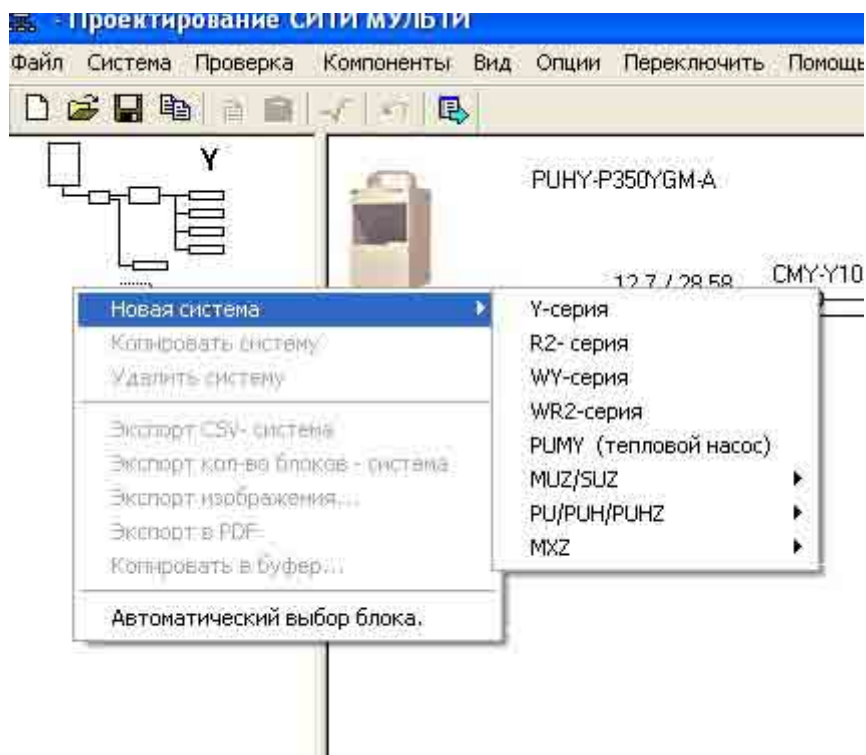 - Проектирование СИТИ МУЛЬТИ
Файл Система Проверка Компоненты Вид Опции Переключить Помощь
Y
PUHY-P350YGM-A
12.7 / 28.58
CMY-Y10
Новая система
Копировать систему
Удалить систему
Экспорт CSV- система
Экспорт кол-во блоков - система
Экспорт изображения...
Экспорт в PDF
Копировать в буфер...
Автоматический выбор блока.
Y-серия
R2- серия
WY-серия
WR2-серия
PUMY (тепловой насос)
MUZ/SUZ
PU/PUH/PUHZ
MXZ